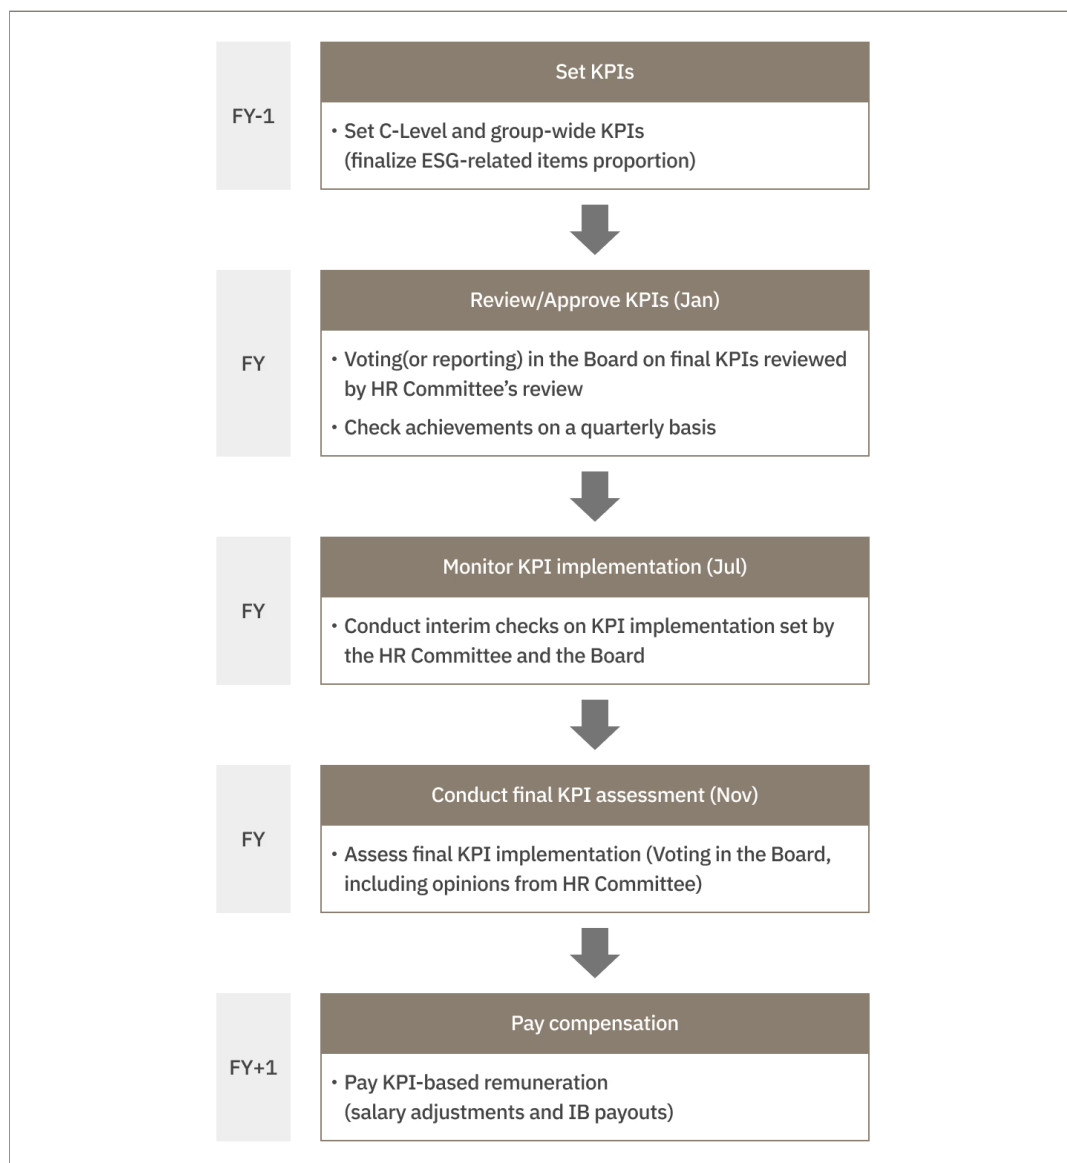 Set KPIs
FY-1
• Set C-Level and group-wide KPIs
(finalize ESG-related items proportion)
Review/Approve KPIs (Jan)
FY
• Voting(or reporting) in the Board on final KPIs reviewed
by HR Committee’s review
• Check achievements on a quarterly basis
Monitor KPI implementation (Jul)
FY
• Conduct interim checks on KPI implementation set by
the HR Committee and the Board
Conduct final KPI assessment (Nov)
FY
• Assess final KPI implementation (Voting in the Board,
including opinions from HR Committee)
Pay compensation
FY+1
• Pay KPI-based remuneration
(salary adjustments and IB payouts)